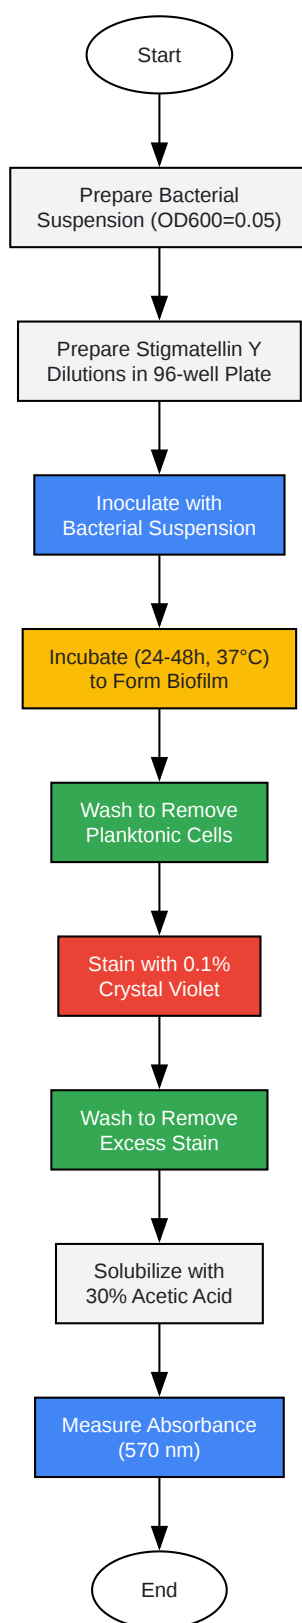 Start
Prepare Bacterial
Suspension (OD600=0.05)
Prepare Stigmatellin Y
Dilutions in 96-well Plate
Inoculate with
Bacterial Suspension
Incubate (24-48h, 37°C)
to Form Biofilm
Wash to Remove
Planktonic Cells
Stain with 0.1%
Crystal Violet
Wash to Remove
Excess Stain
Solubilize with
30% Acetic Acid
Measure Absorbance
(570 nm)
End